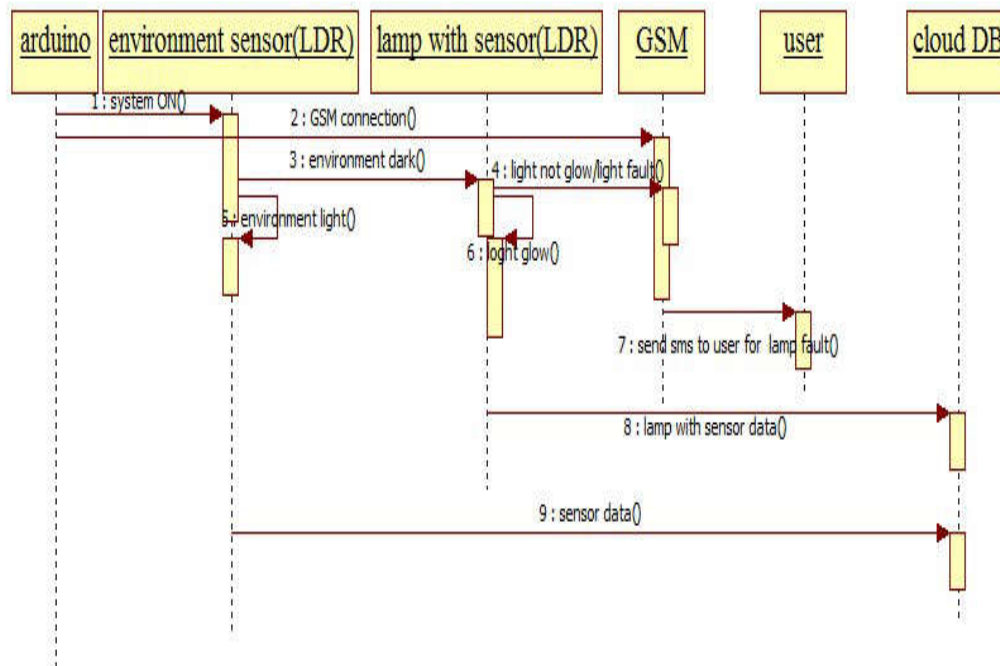 arduino
environment sensor(LDR)
lamp with sensor(LDR)
GSM
user
cloud DB
1 : system ON()
2 : GSM connection()
3 : environment dark()
4 : light not glow/light fault()
5 : environment light()
6 : loght glow()
7 : send sms to user for lamp fault()
8 : lamp with sensor data()
9 : sensor data()